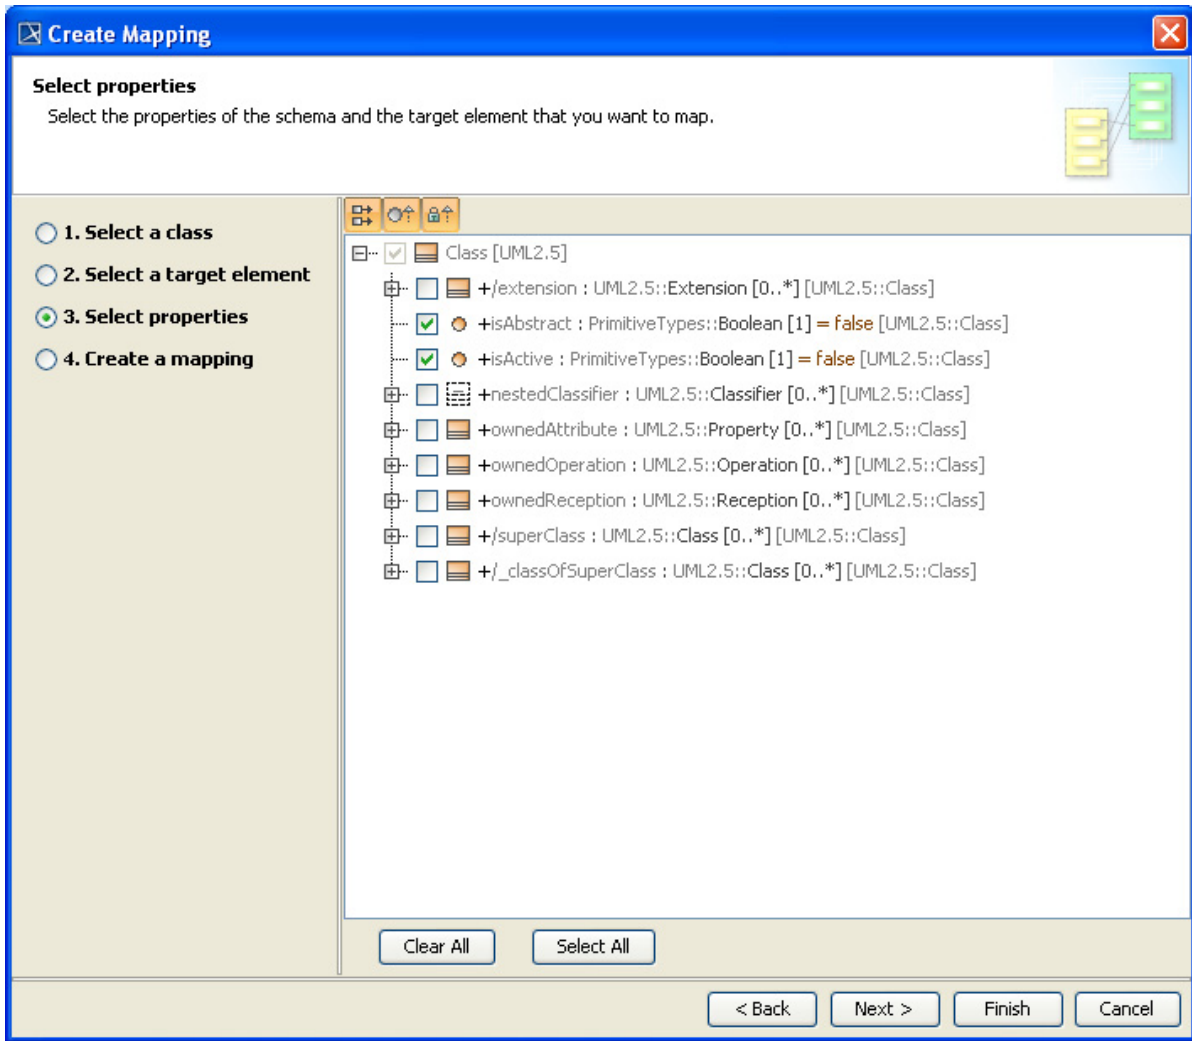 Create Mapping
Select properties
Select the properties of the schema and the target element that you want to map.
1. Select a class
2. Select a target element
3. Select properties
4. Create a mapping
Class [UML2.5]
+/extension : UML2.5::Extension [0..*] [UML2.5::Class]
+isAbstract : PrimitiveTypes::Boolean [1] = false [UML2.5::Class]
+isActive : PrimitiveTypes::Boolean [1] = false [UML2.5::Class]
+nestedClassifier : UML2.5::Classifier [0..*] [UML2.5::Class]
+ownedAttribute : UML2.5::Property [0..*] [UML2.5::Class]
+ownedOperation : UML2.5::Operation [0..*] [UML2.5::Class]
+ownedReception : UML2.5::Reception [0..*] [UML2.5::Class]
+/superClass : UML2.5::Class [0..*] [UML2.5::Class]
+/_classOfSuperClass : UML2.5::Class [0..*] [UML2.5::Class]
Clear All Select All
< Back Next > Finish Cancel